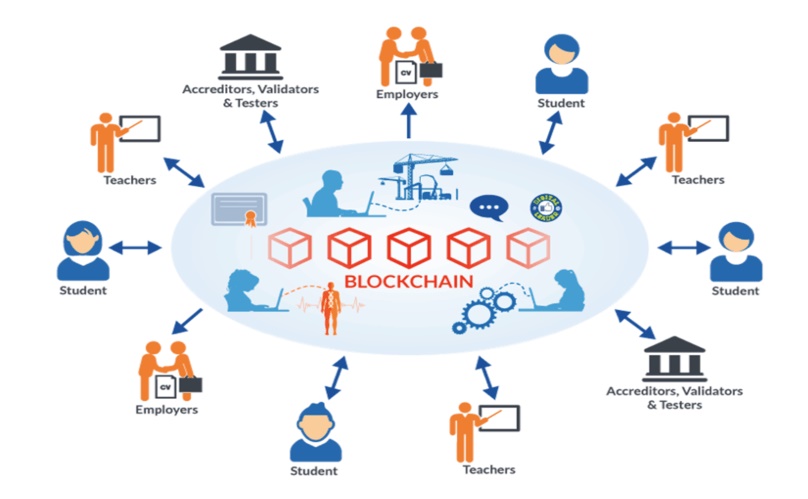 Accreditors, Validators
& Testers
CV
Employers
Student
Teachers
Teachers
Student
BLOCKCHAIN
Student
CV
Employers
Accreditors, Validators
& Testers
Student
Teachers